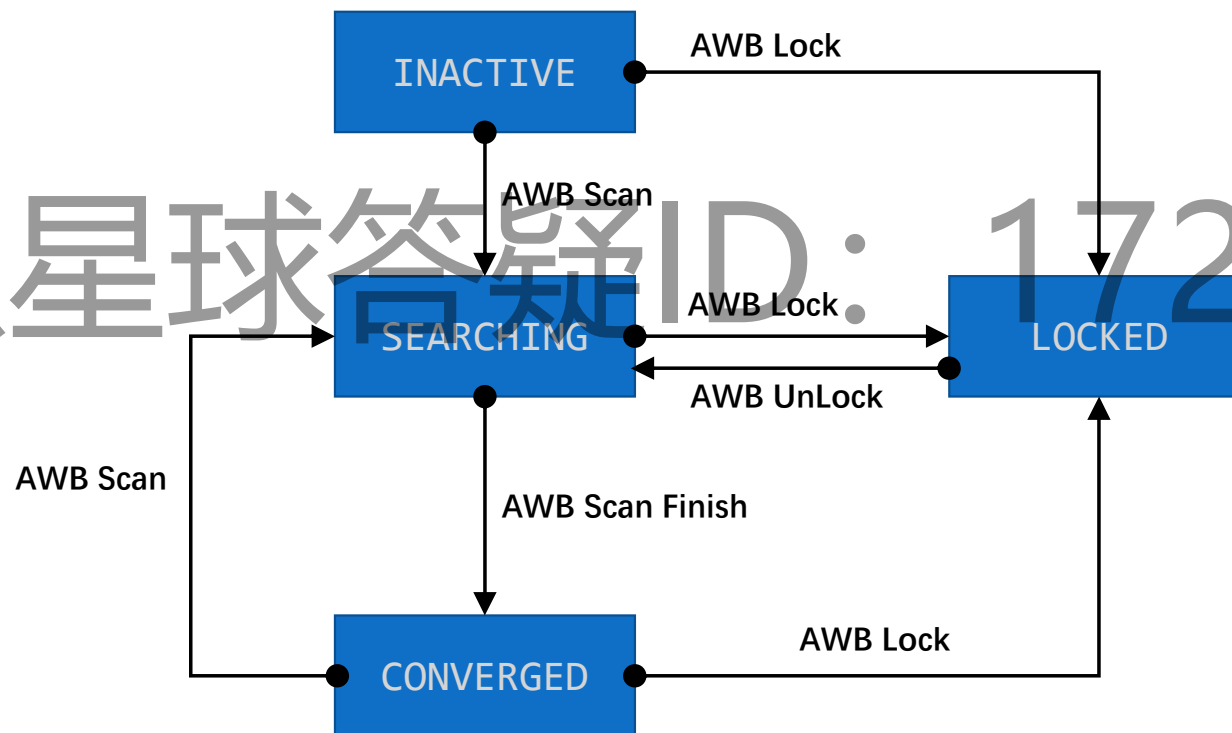 AWB Lock
INACTIVE
AWB Scan
星球答疑ID: 172
AWB Lock
SEARCHING
LOCKED
AWB UnLock
AWB Scan
AWB Scan Finish
AWB Lock
CONVERGED